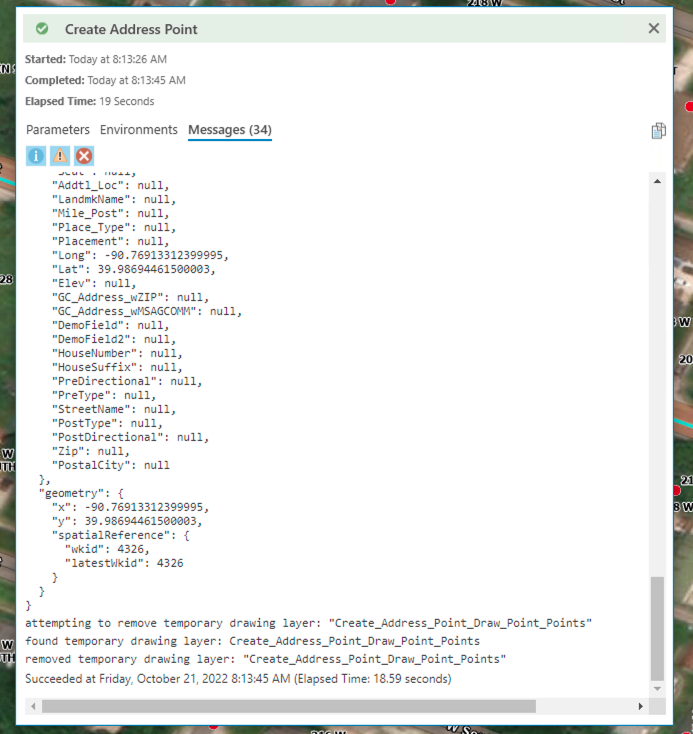 218 W
Create Address Point
Started: Today at 8:13:26 AM
Completed: Today at 8:13:45 AM
Elapsed Time: 19 Seconds
Parameters Environments Messages (34)
"Addtl_Loc": null,
"LandmkName": null,
"Mile_Post": null,
"Place_Type": null,
"Placement": null,
"Long": -90.76913312399995,
"Lat": 39.98694461500003,
"Elev": null,
"GC_Address_wZIP": null,
"GC_Address_wMSAGCOMM": null,
"DemoField": null,
"DemoField2": null,
"HouseNumber": null,
"HouseSuffix": null,
"PreDirectional": null,
"PreType": null,
"StreetName": null,
"PostType": null,
"PostDirectional": null,
"Zip": null,
"PostalCity": null
},
"geometry": {
"x": -90.76913312399995,
"y": 39.98694461500003,
"spatialReference": {
"wkid": 4326,
"latestWkid": 4326
}
}
}
attempting to remove temporary drawing layer: "Create_Address_Point_Draw_Point_Points"
found temporary drawing layer: Create_Address_Point_Draw_Point_Points
removed temporary drawing layer: "Create_Address_Point_Draw_Point_Points"
Succeeded at Friday, October 21, 2022 8:13:45 AM (Elapsed Time: 18.59 seconds)
28
W
TH
W
TH
W
20
21
8 W
216 W